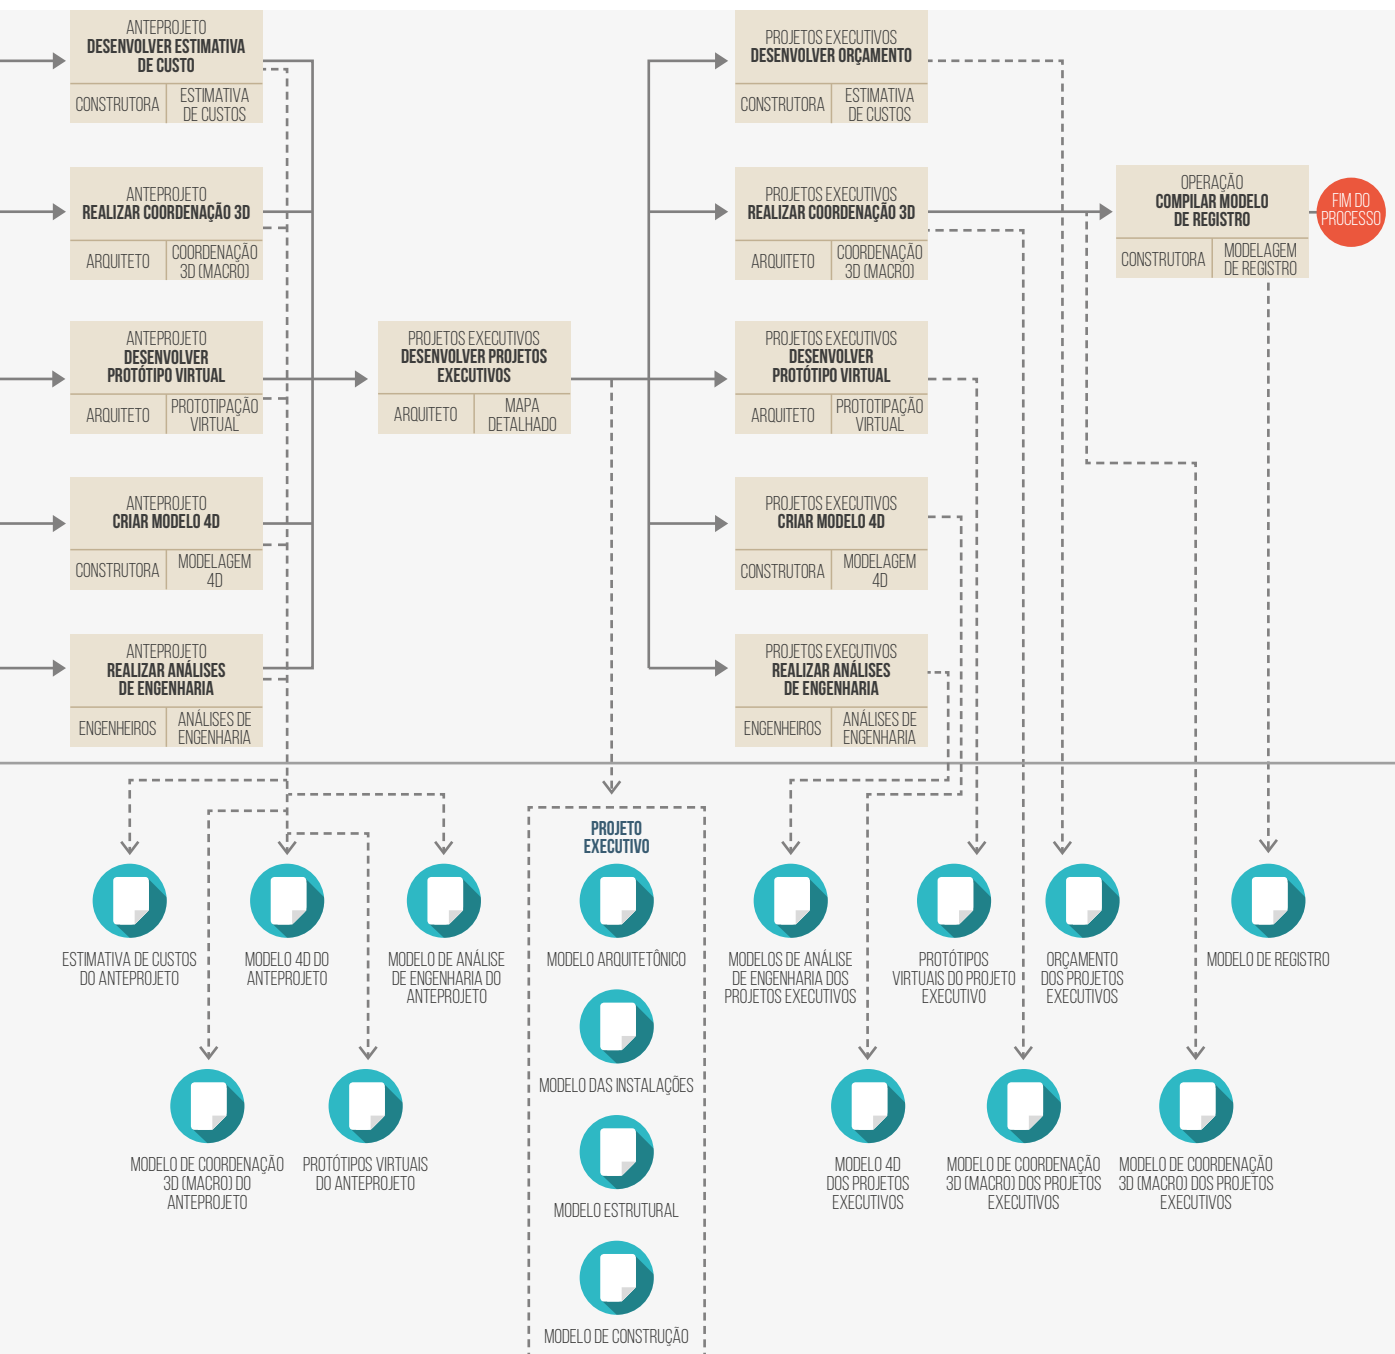 ANTEPROJETO
DESENVOLVER ESTIMATIVA
DE CUSTO
CONSTRUTORA
ESTIMATIVA
DE CUSTOS
ANTEPROJETO
REALIZAR COORDENAÇÃO 3D
ARQUITETO
COORDENAÇÃO
3D (MACRO)
ANTEPROJETO
DESENVOLVER
PROTÓTIPO VIRTUAL
ARQUITETO
PROTOTIPAÇÃO
VIRTUAL
ANTEPROJETO
CRIAR MODELO 4D
CONSTRUTORA
MODELAGEM
4D
ANTEPROJETO
REALIZAR ANÁLISES
DE ENGENHARIA
ENGENHEIROS
ANÁLISES DE
ENGENHARIA
PROJETOS EXECUTIVOS
DESENVOLVER PROJETOS
EXECUTIVOS
ARQUITETO
MAPA
DETALHADO
PROJETOS EXECUTIVOS
DESENVOLVER ORÇAMENTO
CONSTRUTORA
ESTIMATIVA
DE CUSTOS
PROJETOS EXECUTIVOS
REALIZAR COORDENAÇÃO 3D
ARQUITETO
COORDENAÇÃO
3D (MACRO)
PROJETOS EXECUTIVOS
DESENVOLVER
PROTÓTIPO VIRTUAL
ARQUITETO
PROTOTIPAÇÃO
VIRTUAL
PROJETOS EXECUTIVOS
CRIAR MODELO 4D
CONSTRUTORA
MODELAGEM
4D
PROJETOS EXECUTIVOS
REALIZAR ANÁLISES
DE ENGENHARIA
ENGENHEIROS
ANÁLISES DE
ENGENHARIA
OPERAÇÃO
COMPILAR MODELO
DE REGISTRO
CONSTRUTORA
MODELAGEM
DE REGISTRO
FIM DO
PROCESSO
ESTIMATIVA DE CUSTOS
DO ANTEPROJETO
MODELO 4D DO
ANTEPROJETO
MODELO DE ANÁLISE
DE ENGENHARIA DO
ANTEPROJETO
MODELO DE COORDENAÇÃO
3D (MACRO) DO
ANTEPROJETO
PROTÓTIPOS VIRTUAIS
DO ANTEPROJETO
PROJETO
EXECUTIVO
MODELO ARQUITETÔNICO
MODELO DAS INSTALAÇÕES
MODELO ESTRUTURAL
MODELO DE CONSTRUÇÃO
MODELOS DE ANÁLISE
DE ENGENHARIA DOS
PROJETOS EXECUTIVOS
PROTÓTIPOS
VIRTUAIS DO PROJETO
EXECUTIVO
ORÇAMENTO
DOS PROJETOS
EXECUTIVOS
MODELO DE REGISTRO
MODELO 4D
DOS PROJETOS
EXECUTIVOS
MODELO DE COORDENAÇÃO
3D (MACRO) DOS PROJETOS
EXECUTIVOS
MODELO DE COORDENAÇÃO
3D (MACRO) DOS PROJETOS
EXECUTIVOS